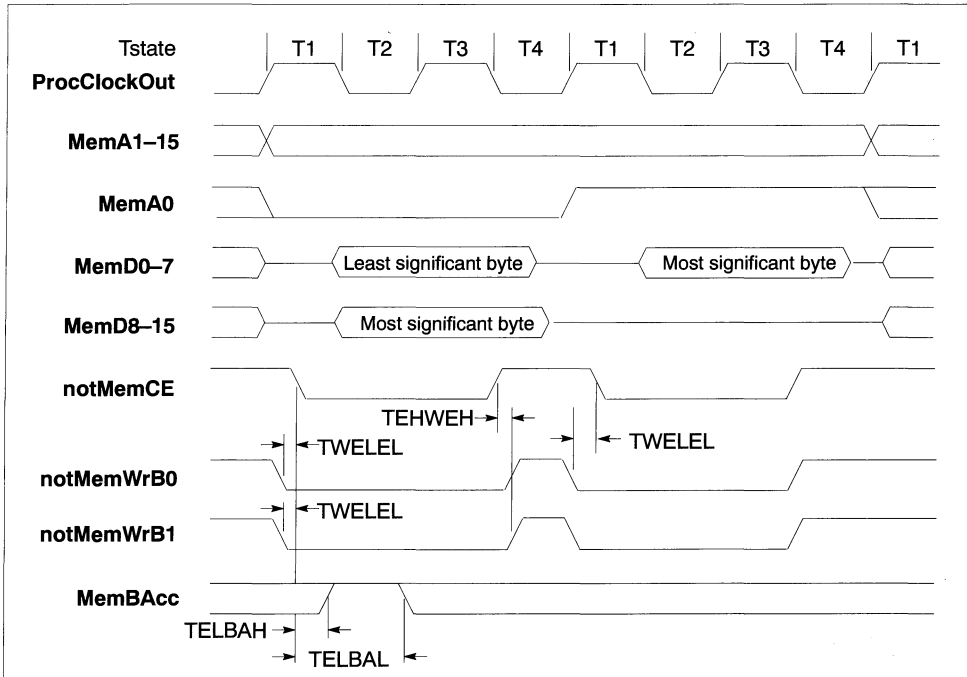 Tstate T1 T2 T3 T4 T1 T2 T3 T4 T1
ProcClockOut
MemA1–15
MemA0
MemD0–7 Least significant byte Most significant byte
MemD8–15 Most significant byte
notMemCE
TEHWEH
TWELEL TWELEL
notMemWrB0
TWELEL
notMemWrB1
MemBAcc
TELBAH
TELBAL